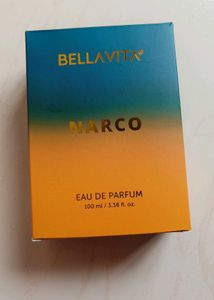 BELLAVITA
NARCO
EAU DE PARFUM
100 ml / 3.38 fl. oz.